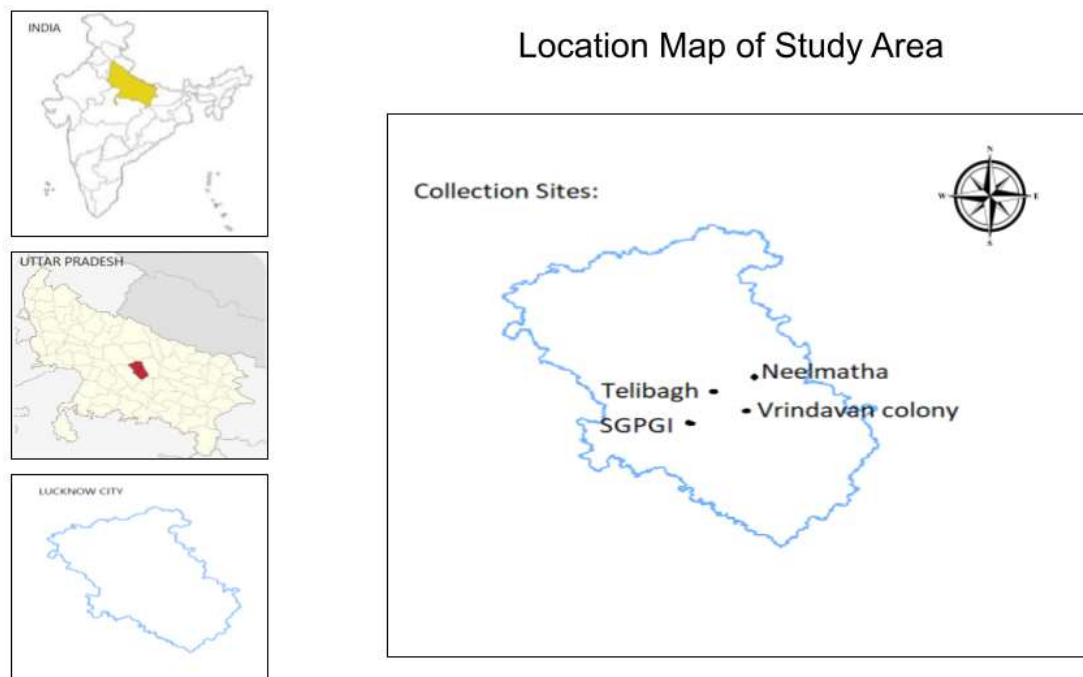 Location Map of Study Area
INDIA
UTTAR PRADESH
LUCKNOW CITY
Collection Sites:
N
W
E
S
Neelmatha
Telibagh
Vrindavan colony
SGPGI